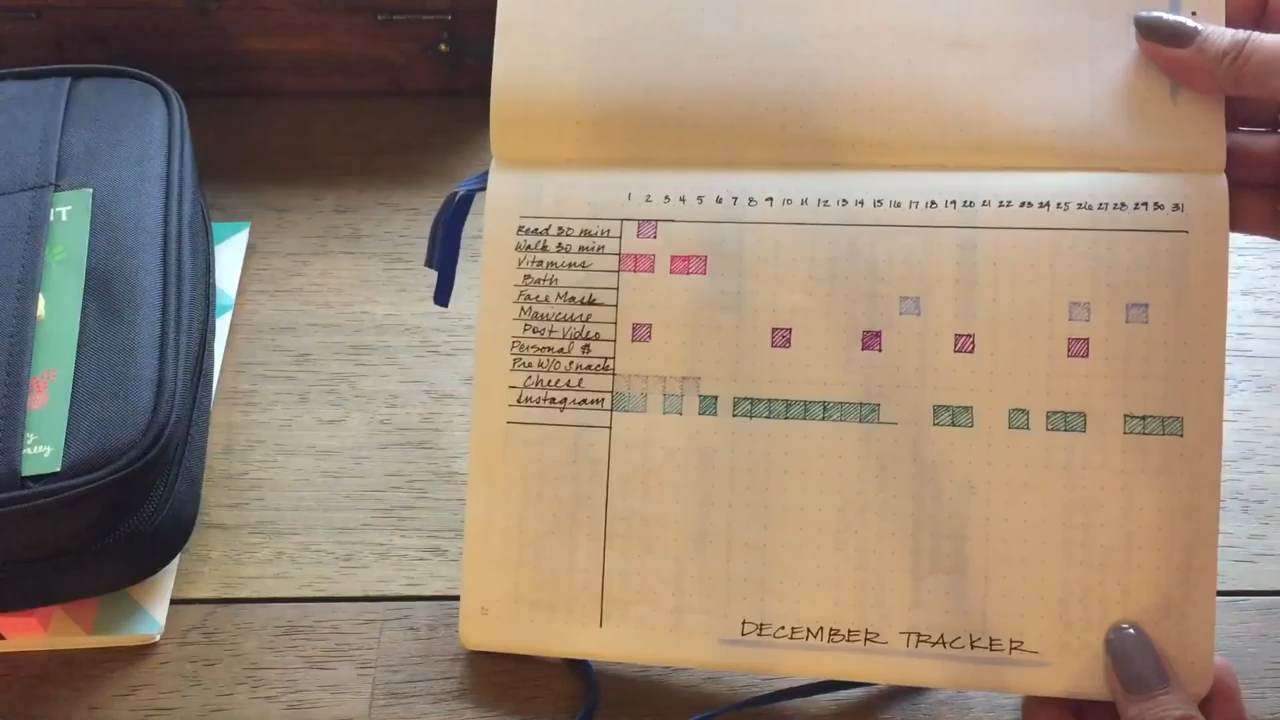 1 2 3 4 5 6 7 8 9 10 11 12 13 14 15 16 17 18 19 20 21 22 23 24 25 26 27 28 29 30 31
Read 30 min
Walk 30 min
Vitamins
Bath
Face Mask
Manicure
Post Video
Personal $
Pre W/O Snack
Cheese
Instagram
DECEMBER TRACKER